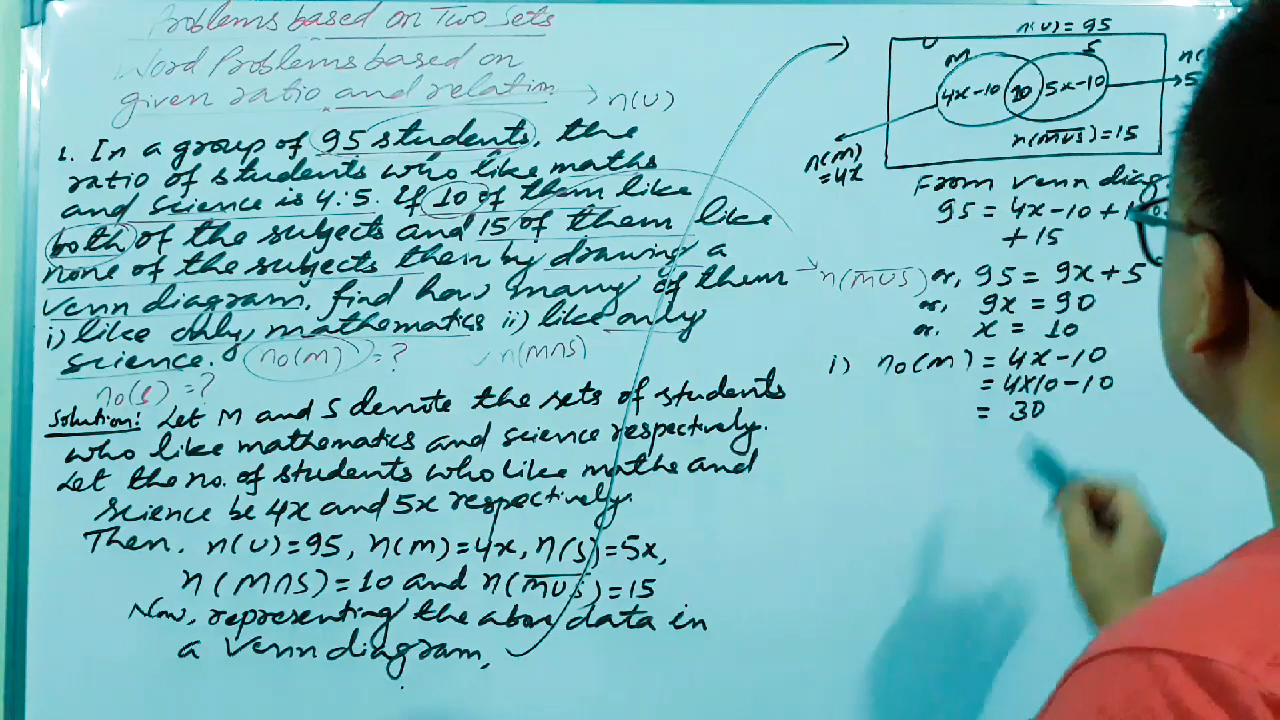 Problems based on Two Sets
Word Problems based on
given ratio and relation → n(U)
1. In a group of 95 students, the
ratio of students who like maths
and science is 4:5. If 10 of them like
both of the subjects and 15 of them like
none of the subjects then by drawing a
Venn diagram, find how many of them → n(M̅U̅S̅)
i) like only mathematics ii) like only
science. no(M) = ? n(M∩S)
no(S) = ?
Solution: Let M and S denote the sets of students
who like mathematics and science respectively.
Let the no. of students who like maths and
science be 4x and 5x respectively.
Then, n(U)=95, n(M)=4x, n(S)=5x,
n(M∩S)=10 and n(M̅U̅S̅)=15
Now, representing the above data in
a Venn diagram,
n(U)=95
U M S
4x-10 10 5x-10
n(M̅U̅S̅)=15
n(M)
=4x
From Venn
95 = 4x-10+
+15
or, 95 = 9x+5
or, 9x = 90
or. x = 10
i) no(M) = 4x-10
= 4x10-10
= 30